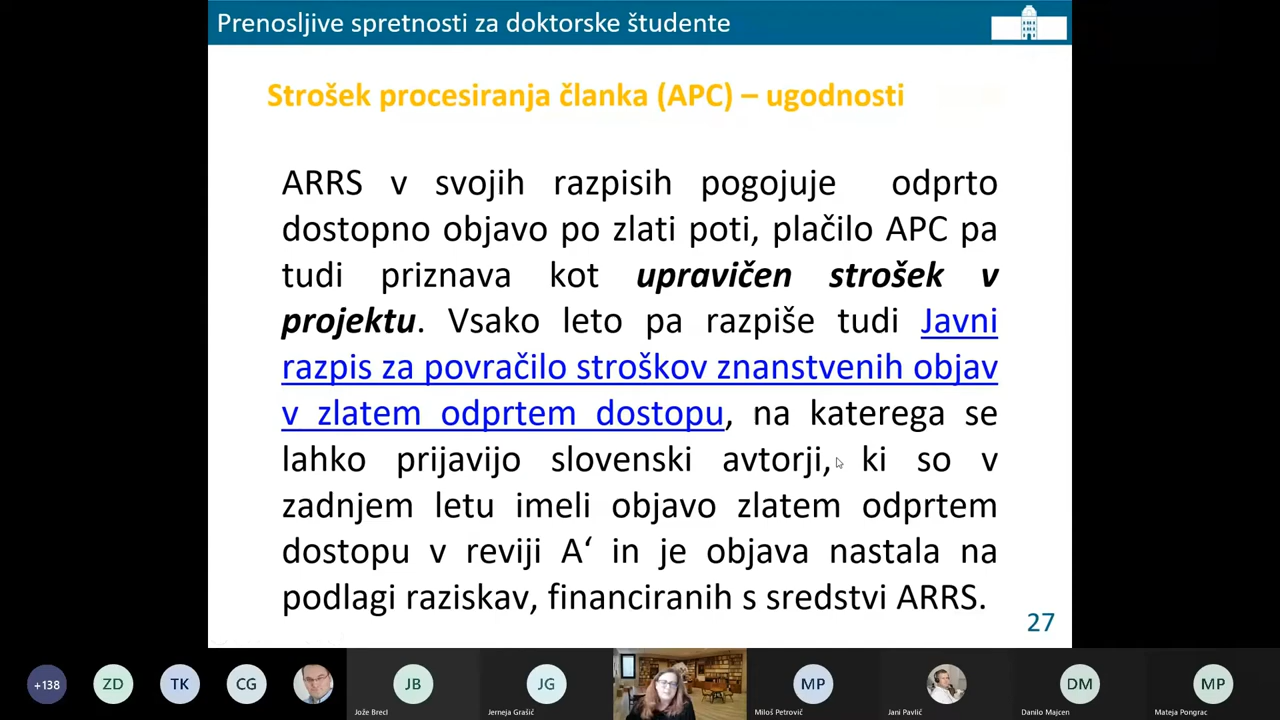 Prenosljive spretnosti za doktorske študente
Strošek procesiranja članka (APC) – ugodnosti
ARRS v svojih razpisih pogojuje odprto
dostopno objavo po zlati poti, plačilo APC pa
tudi priznava kot upravičen strošek v
projektu. Vsako leto pa razpiše tudi Javni
razpis za povračilo stroškov znanstvenih objav
v zlatem odprtem dostopu, na katerega se
lahko prijavijo slovenski avtorji, ki so v
zadnjem letu imeli objavo zlatem odprtem
dostopu v reviji A‘ in je objava nastala na
podlagi raziskav, financiranih s sredstvi ARRS.
27
+138 ZD TK CG JB JG MP DM MP
Jože Brecl Jerneja Grašič Miloš Petrovič Jani Pavlič Danilo Majcen Mateja Pongrac